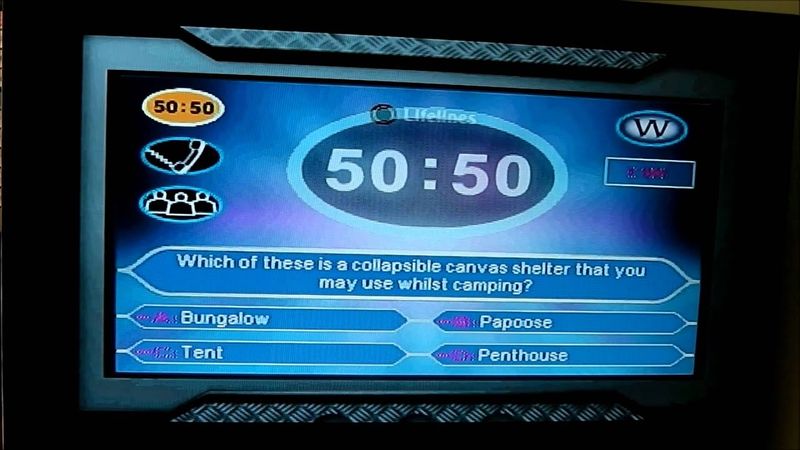 50:50
Lifelines
50:50
W
Which of these is a collapsible canvas shelter that you
may use whilst camping?
Bungalow
Papoose
Tent
Penthouse